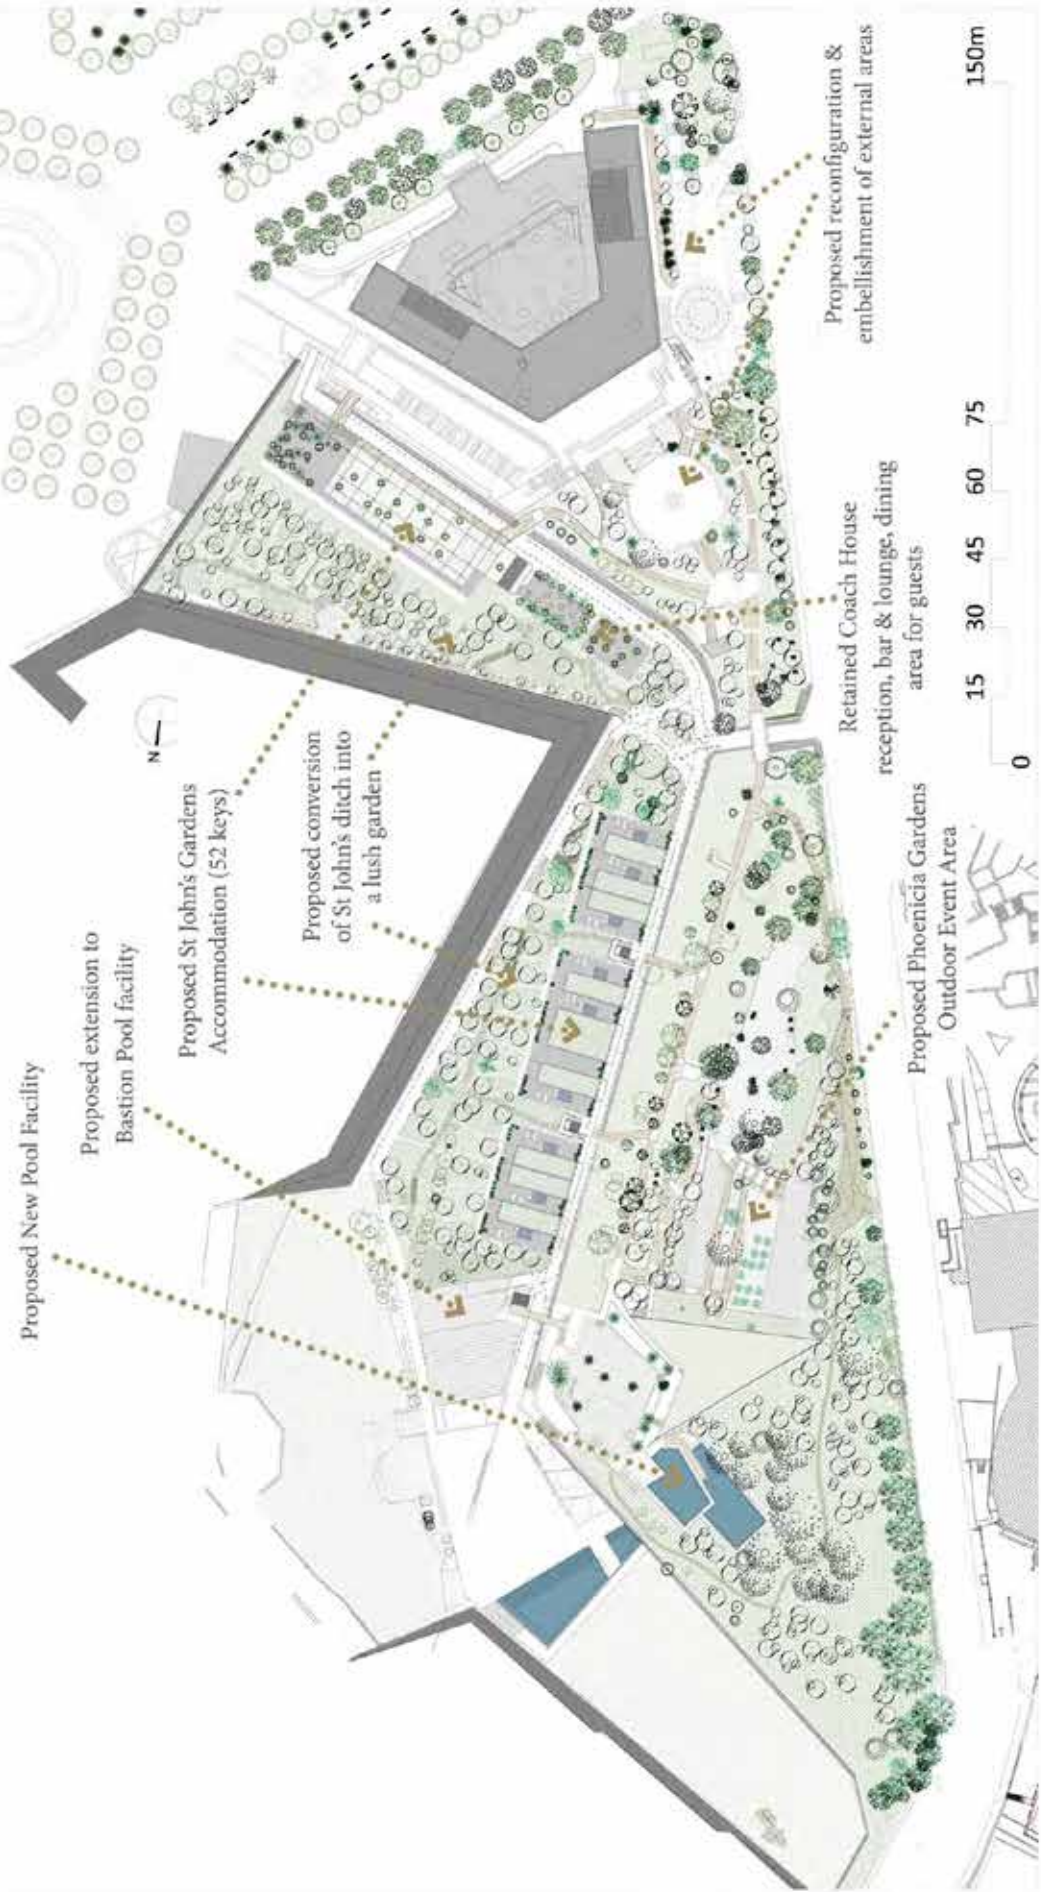 Proposed New Pool Facility
Proposed extension to
Bastion Pool facility
Proposed St John's Gardens
Accommodation (52 keys)
Proposed conversion
of St John's ditch into
a lush garden
N
Proposed Phoenicia Gardens
Outdoor Event Area
Retained Coach House
reception, bar & lounge, dining
area for guests
Proposed reconfiguration &
embellishment of external areas
0
15
30
45
60
75
150m